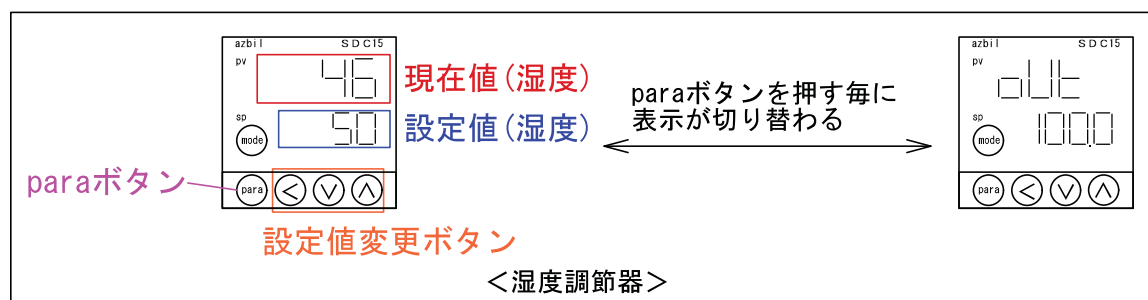 azbil SDC15
pv
46
現在値(湿度)
sp
50
設定値(湿度)
mode
paraボタン
para
設定値変更ボタン
paraボタンを押す毎に
表示が切り替わる
azbil SDC15
pv
oUt
sp
100.0
mode
para
＜湿度調節器＞